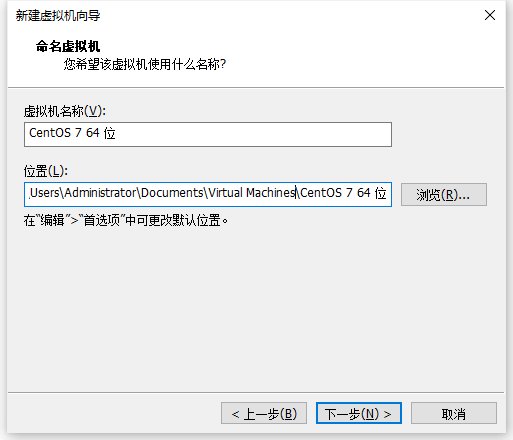 新建虚拟机向导
命名虚拟机
您希望该虚拟机使用什么名称?
虚拟机名称(V):
CentOS 7 64 位
位置(L):
Users\Administrator\Documents\Virtual Machines\CentOS 7 64 位
浏览(R)...
在“编辑”>“首选项”中可更改默认位置。
< 上一步(B)
下一步(N) >
取消